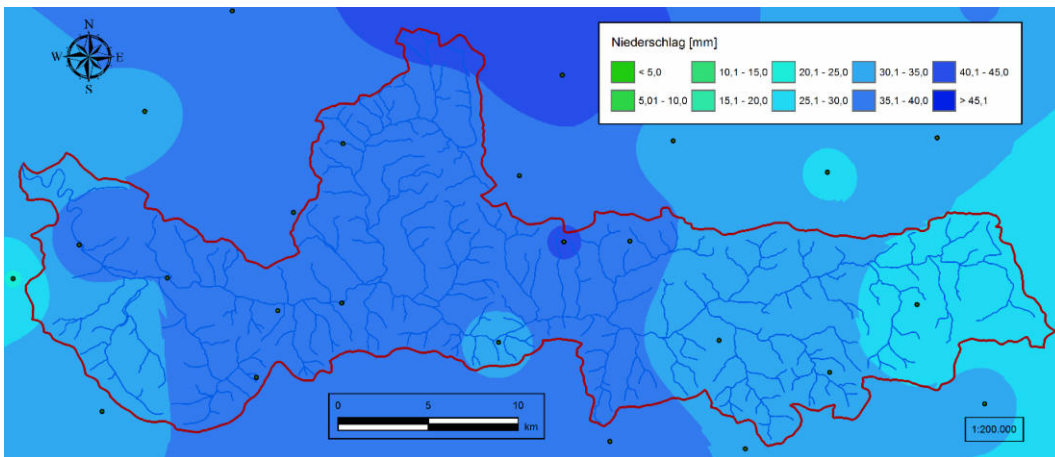 N
W E
S
Niederschlag [mm]
< 5,0 10,1 - 15,0 20,1 - 25,0 30,1 - 35,0 40,1 - 45,0
5,01 - 10,0 15,1 - 20,0 25,1 - 30,0 35,1 - 40,0 > 45,1
0 5 10
km
1:200.000